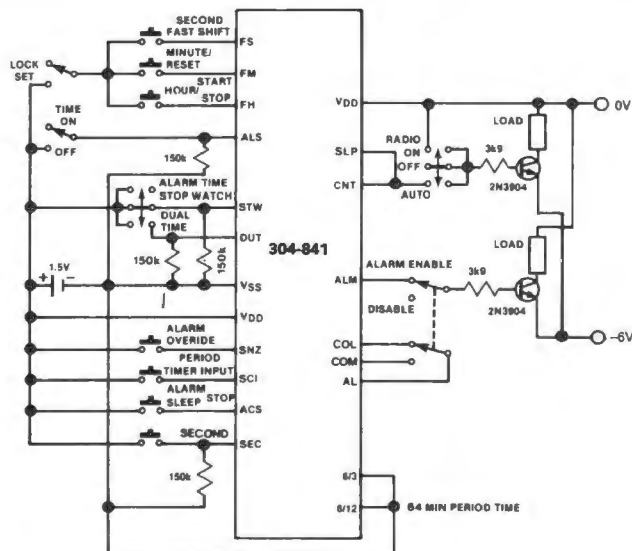 SECOND
FAST SHIFT
FS
MINUTE/
RESET
FM
START
HOUR/
STOP
FH
LOCK
SET
TIME
ON
OFF
ALS
150k
ALARM TIME
STOP WATCH
STW
DUAL
TIME
DUT
150k
150k
304-841
1.5V
+
−
VSS
VDD
ALARM
OVERIDE
SNZ
PERIOD
TIMER INPUT
SCI
ALARM
SLEEP STOP
ACS
SECOND
SEC
150k
VDD
0V
LOAD
RADIO
ON
OFF
AUTO
SLP
CNT
3k9
2N3904
LOAD
ALM
ALARM ENABLE
3k9
DISABLE
2N3904
COL
COM
AL
−6V
6/3
6/12
64 MIN PERIOD TIME